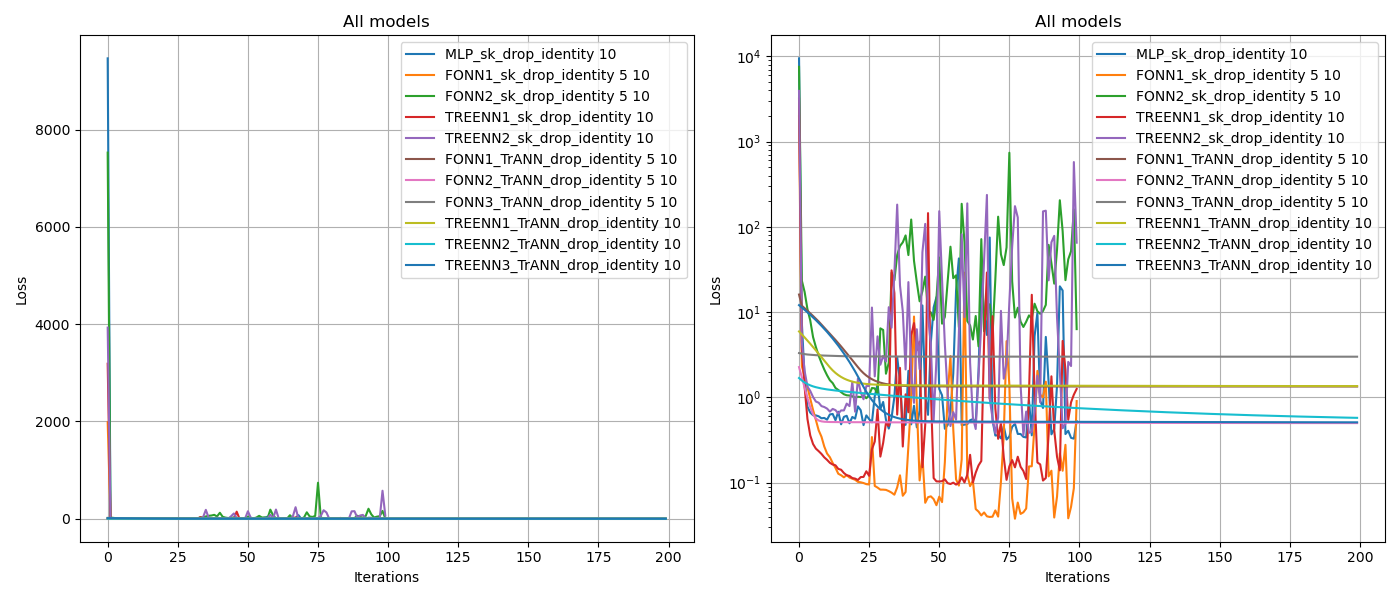 All models
Loss
8000
6000
4000
2000
0
0 25 50 75 100 125 150 175 200
Iterations
MLP_sk_drop_identity 10
FONN1_sk_drop_identity 5 10
FONN2_sk_drop_identity 5 10
TREENN1_sk_drop_identity 10
TREENN2_sk_drop_identity 10
FONN1_TrANN_drop_identity 5 10
FONN2_TrANN_drop_identity 5 10
FONN3_TrANN_drop_identity 5 10
TREENN1_TrANN_drop_identity 10
TREENN2_TrANN_drop_identity 10
TREENN3_TrANN_drop_identity 10
All models
Loss
10⁴
10³
10²
10¹
10⁰
10⁻¹
0 25 50 75 100 125 150 175 200
Iterations
MLP_sk_drop_identity 10
FONN1_sk_drop_identity 5 10
FONN2_sk_drop_identity 5 10
TREENN1_sk_drop_identity 10
TREENN2_sk_drop_identity 10
FONN1_TrANN_drop_identity 5 10
FONN2_TrANN_drop_identity 5 10
FONN3_TrANN_drop_identity 5 10
TREENN1_TrANN_drop_identity 10
TREENN2_TrANN_drop_identity 10
TREENN3_TrANN_drop_identity 10